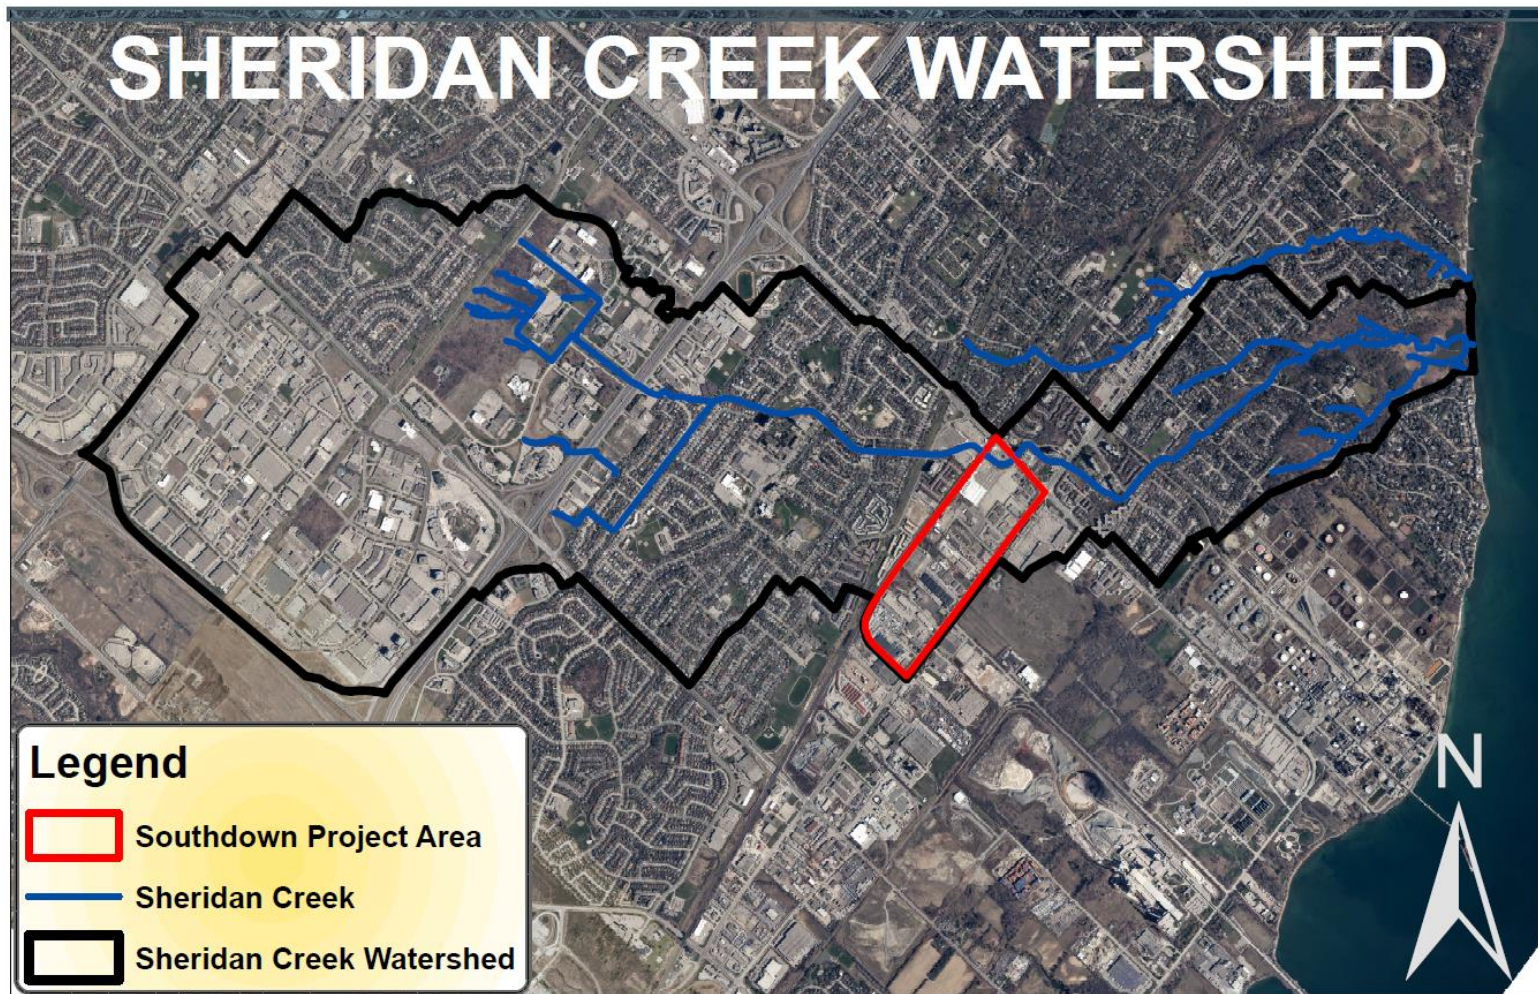 SHERIDAN CREEK WATERSHED
Legend
Southdown Project Area
Sheridan Creek
Sheridan Creek Watershed
N